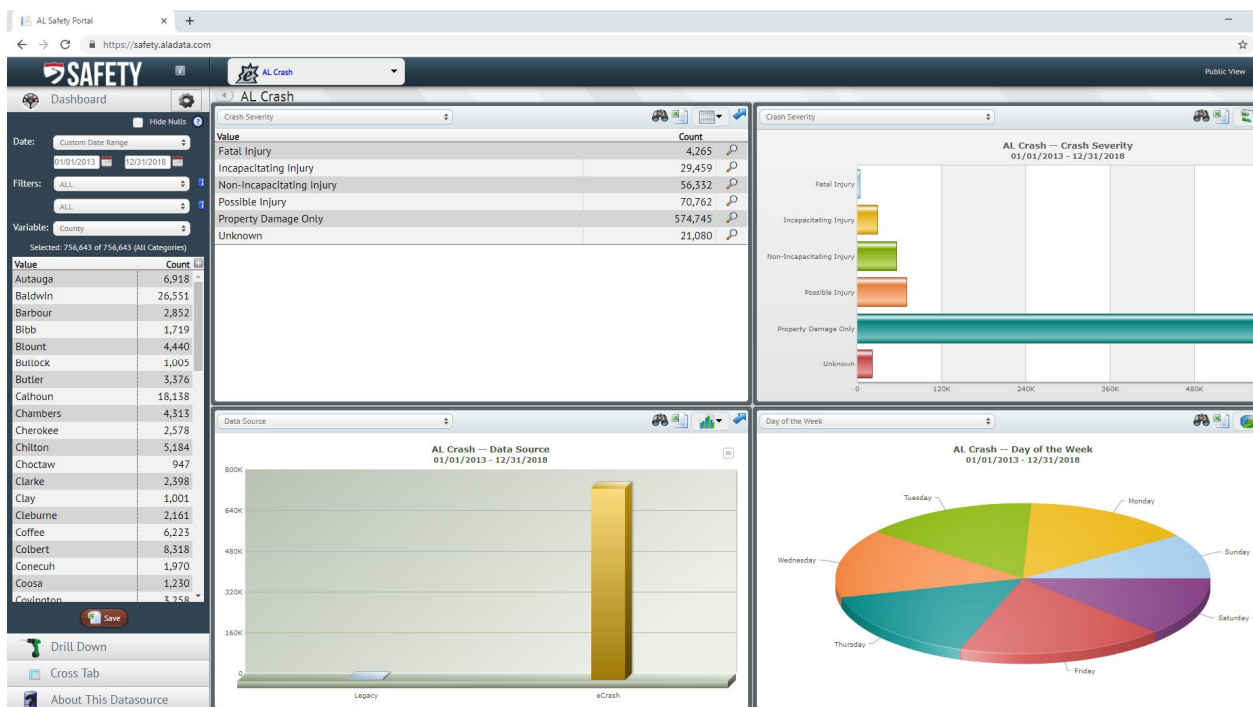 AL Safety Portal
https://safety.aladata.com
SAFETY
AL Crash
Public View
Dashboard
Hide Nulls
Date:
Custom Date Range
01/01/2013
12/31/2018
Filters:
ALL
ALL
Variable:
County
Selected: 756,643 of 756,643 (ALL Categories)
Value Count
Autauga 6,918
Baldwin 26,551
Barbour 2,852
Bibb 1,719
Blount 4,440
Bullock 1,005
Butler 3,376
Calhoun 18,138
Chambers 4,313
Cherokee 2,578
Chilton 5,184
Choctaw 947
Clarke 2,398
Clay 1,001
Cleburne 2,161
Coffee 6,223
Colbert 8,318
Conecuh 1,970
Coosa 1,230
Covington 3,258
Save
Drill Down
Cross Tab
About This Datasource
AL Crash
Crash Severity
Value Count
Fatal Injury 4,265
Incapacitating Injury 29,459
Non-Incapacitating Injury 56,332
Possible Injury 70,762
Property Damage Only 574,745
Unknown 21,080
Crash Severity
AL Crash -- Crash Severity
01/01/2013 - 12/31/2018
Fatal Injury
Incapacitating Injury
Non-Incapacitating Injury
Possible Injury
Property Damage Only
Unknown
0 120K 240K 360K 480K
Data Source
AL Crash -- Data Source
01/01/2013 - 12/31/2018
800K
640K
480K
320K
160K
0
Legacy eCrash
Day of the Week
AL Crash -- Day of the Week
01/01/2013 - 12/31/2018
Tuesday
Monday
Wednesday
Sunday
Saturday
Thursday
Friday